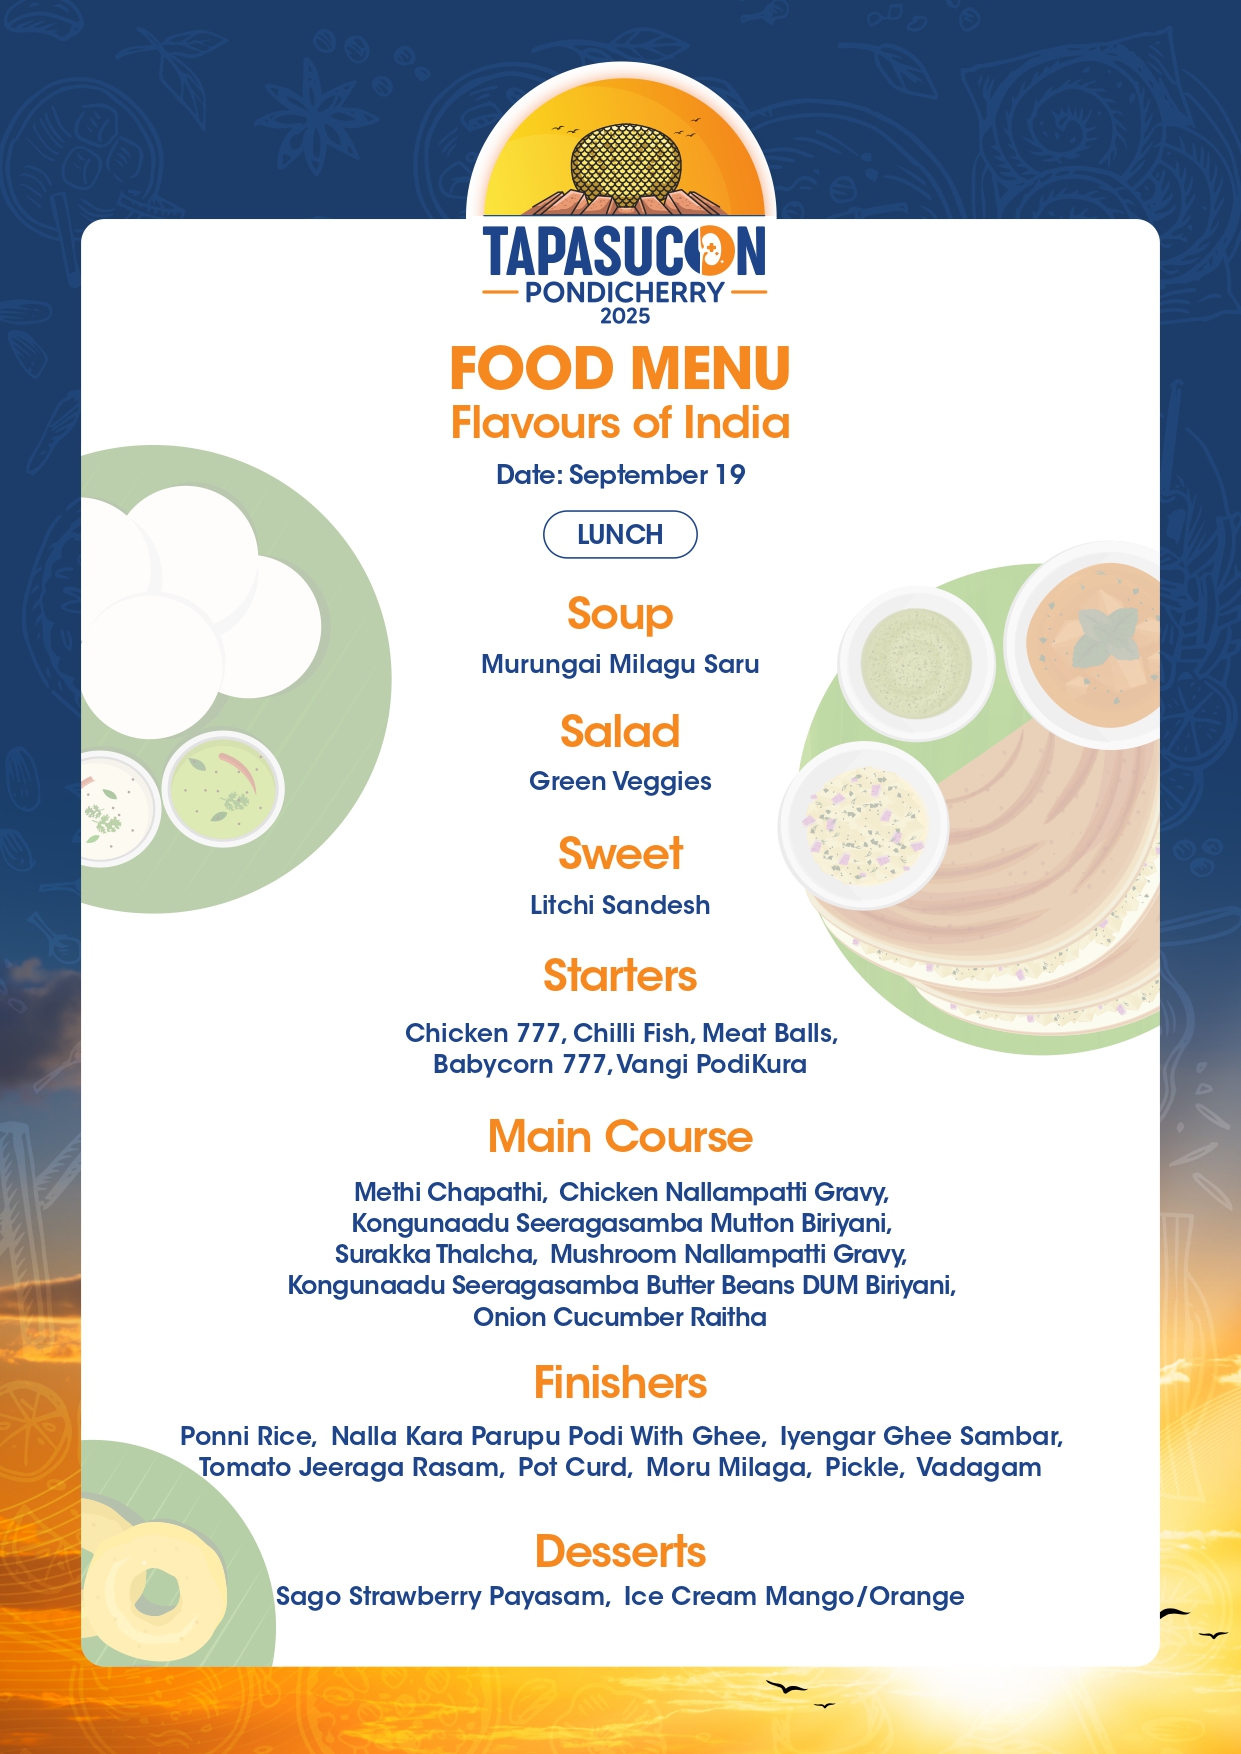 TAPASUCON
PONDICHERRY
2025
FOOD MENU
Flavours of India
Date: September 19
LUNCH
Soup
Murungai Milagu Saru
Salad
Green Veggies
Sweet
Litchi Sandesh
Starters
Chicken 777, Chilli Fish, Meat Balls,
Babycorn 777, Vangi PodiKura
Main Course
Methi Chapathi, Chicken Nallampatti Gravy,
Kongunaadu Seeragasamba Mutton Biriyani,
Surakka Thalcha, Mushroom Nallampatti Gravy,
Kongunaadu Seeragasamba Butter Beans DUM Biriyani,
Onion Cucumber Raitha
Finishers
Ponni Rice, Nalla Kara Parupu Podi With Ghee, Iyengar Ghee Sambar,
Tomato Jeeraga Rasam, Pot Curd, Moru Milaga, Pickle, Vadagam
Desserts
Sago Strawberry Payasam, Ice Cream Mango/Orange